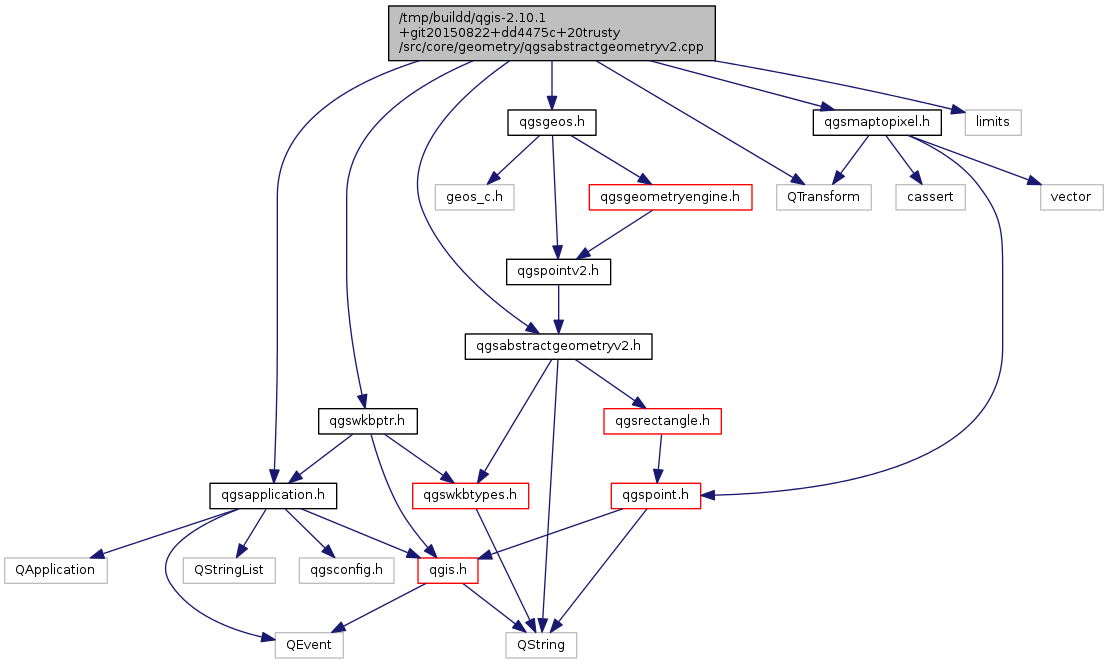 /tmp/buildd/qgis-2.10.1
+git20150822+dd4475c+20trusty
/src/core/geometry/qgsabstractgeometryv2.cpp
qgsgeos.h
qgsmaptopixel.h
limits
geos_c.h
qgsgeometryengine.h
QTransform
cassert
vector
qgspointv2.h
qgsabstractgeometryv2.h
qgswkbptr.h
qgsrectangle.h
qgsapplication.h
qgswkbtypes.h
qgspoint.h
QApplication
QStringList
qgsconfig.h
qgis.h
QEvent
QString